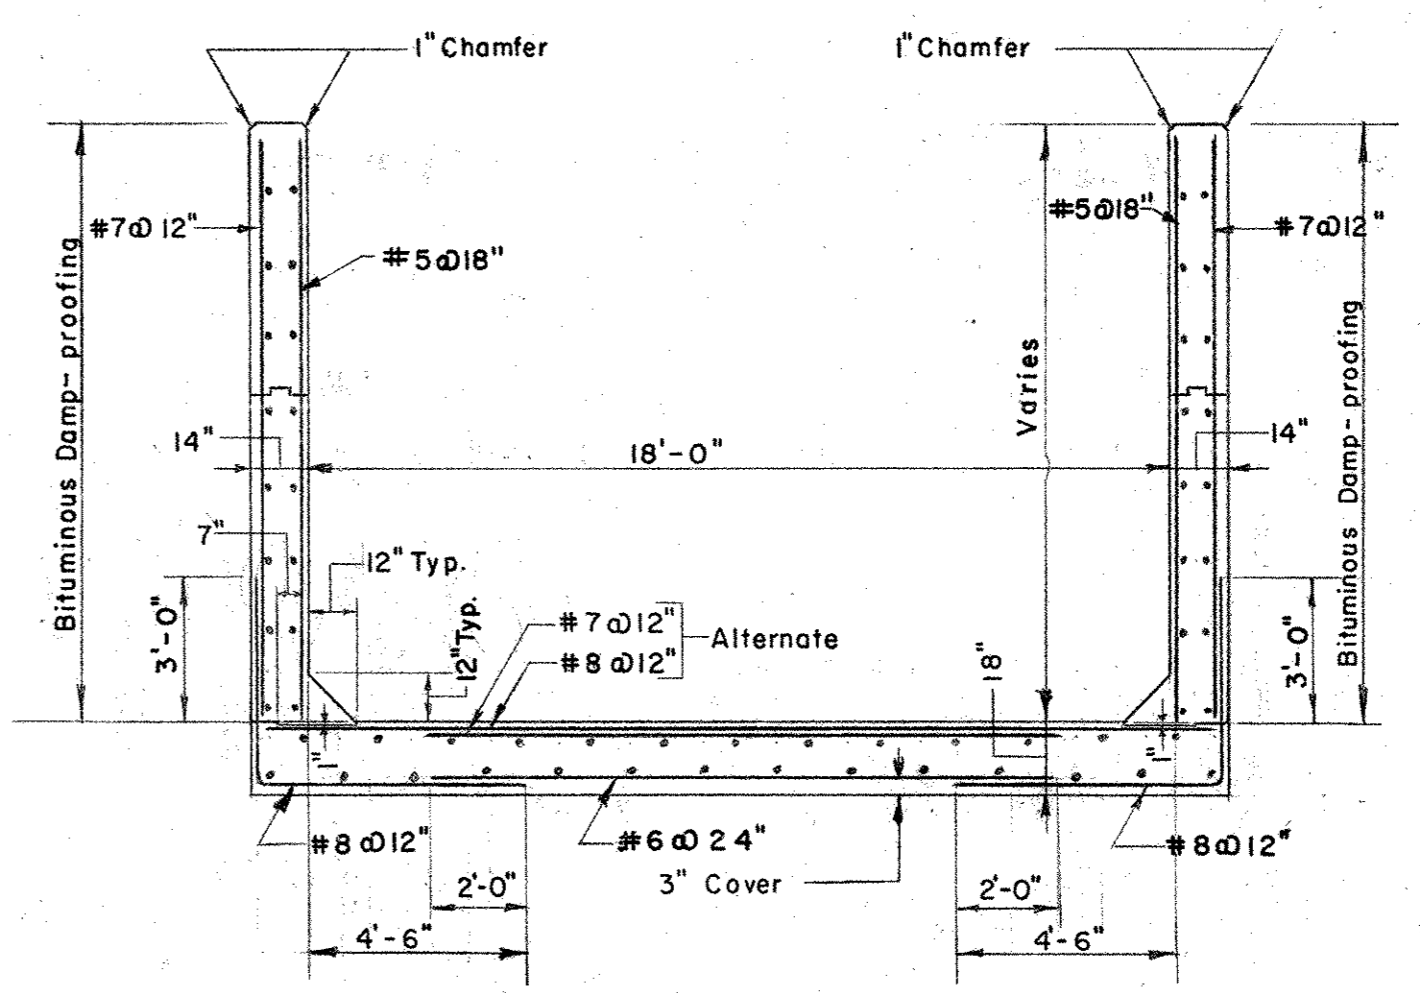 1" Chamfer
1" Chamfer
#7@12"
#5@18"
#5@18"
#7@12"
Bituminous Damp-proofing
Varies
Bituminous Damp-proofing
14"
18'-0"
14"
7"
12" Typ.
3'-0"
12" Typ.
#7@12"
#8@12"
Alternate
18"
3'-0"
1"
1"
#8@12"
#6@24"
#8@12"
3" Cover
2'-0"
2'-0"
4'-6"
4'-6"